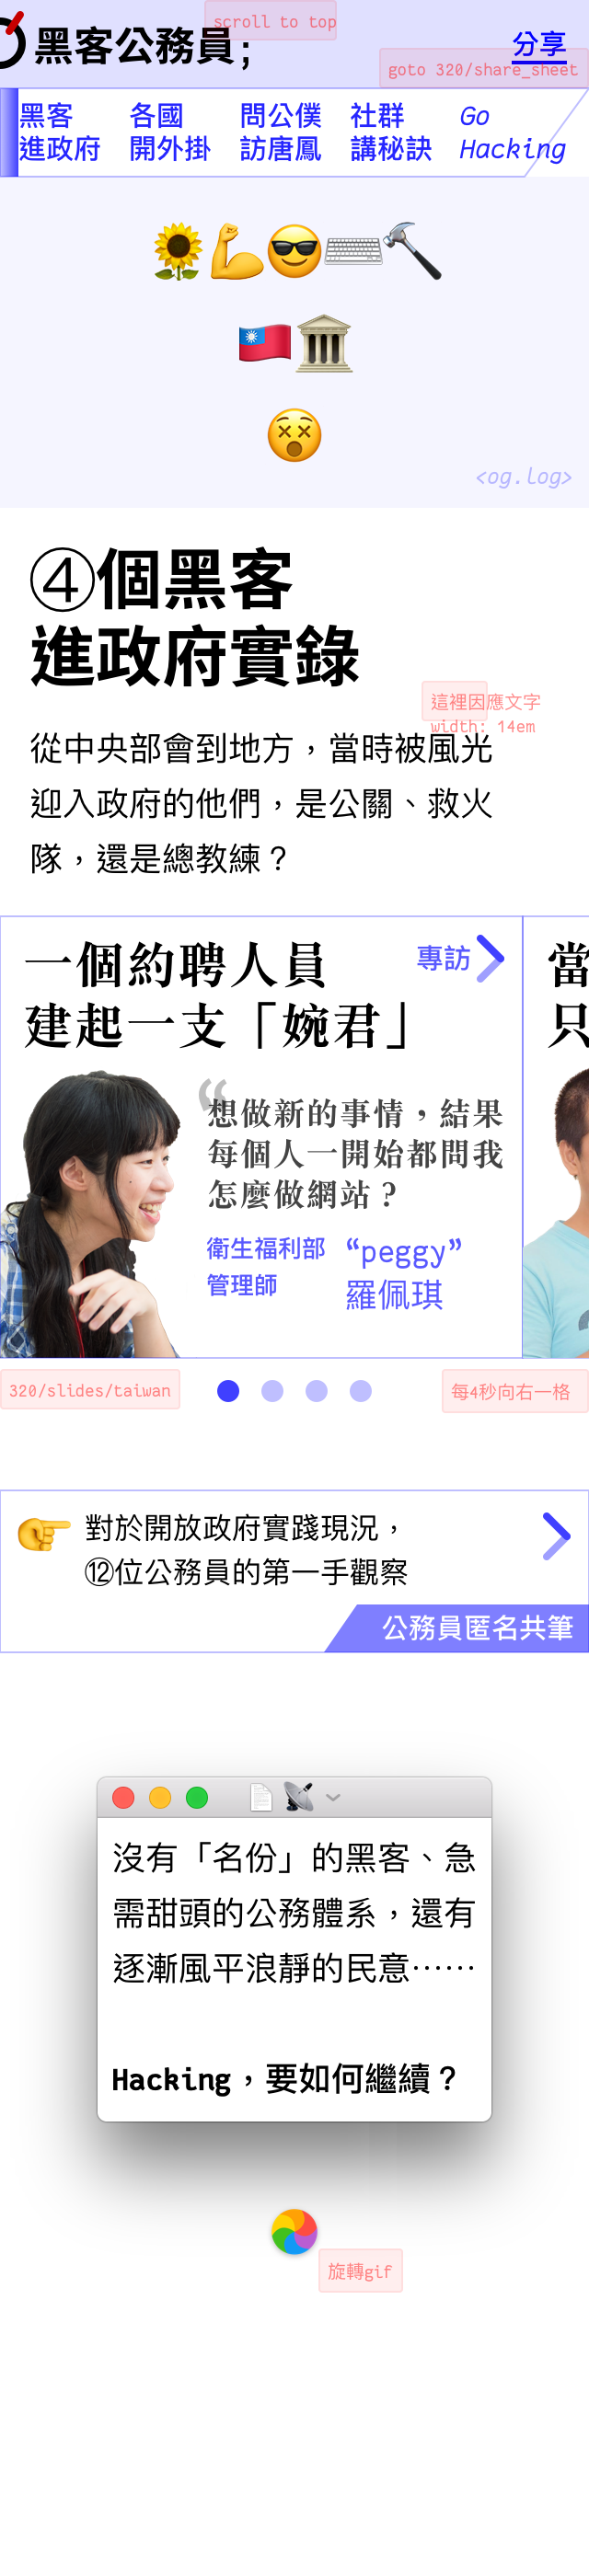 scroll to top
黑客公務員;
分享
goto 320/share_sheet
黑客
進政府
各國
開外掛
問公僕
訪唐鳳
社群
講秘訣
Go
Hacking
<og.log>
④個黑客
進政府實錄
這裡因應文字
width: 14em
從中央部會到地方，當時被風光
迎入政府的他們，是公關、救火
隊，還是總教練？
一個約聘人員
建起一支「婉君」
專訪
當
只
“
想做新的事情，結果
每個人一開始都問我
怎麼做網站？
衛生福利部
管理師
“peggy”
羅佩琪
320/slides/taiwan
每4秒向右一格
對於開放政府實踐現況，
⑫位公務員的第一手觀察
公務員匿名共筆
沒有「名份」的黑客、急
需甜頭的公務體系，還有
逐漸風平浪靜的民意⋯⋯
Hacking，要如何繼續？
旋轉gif